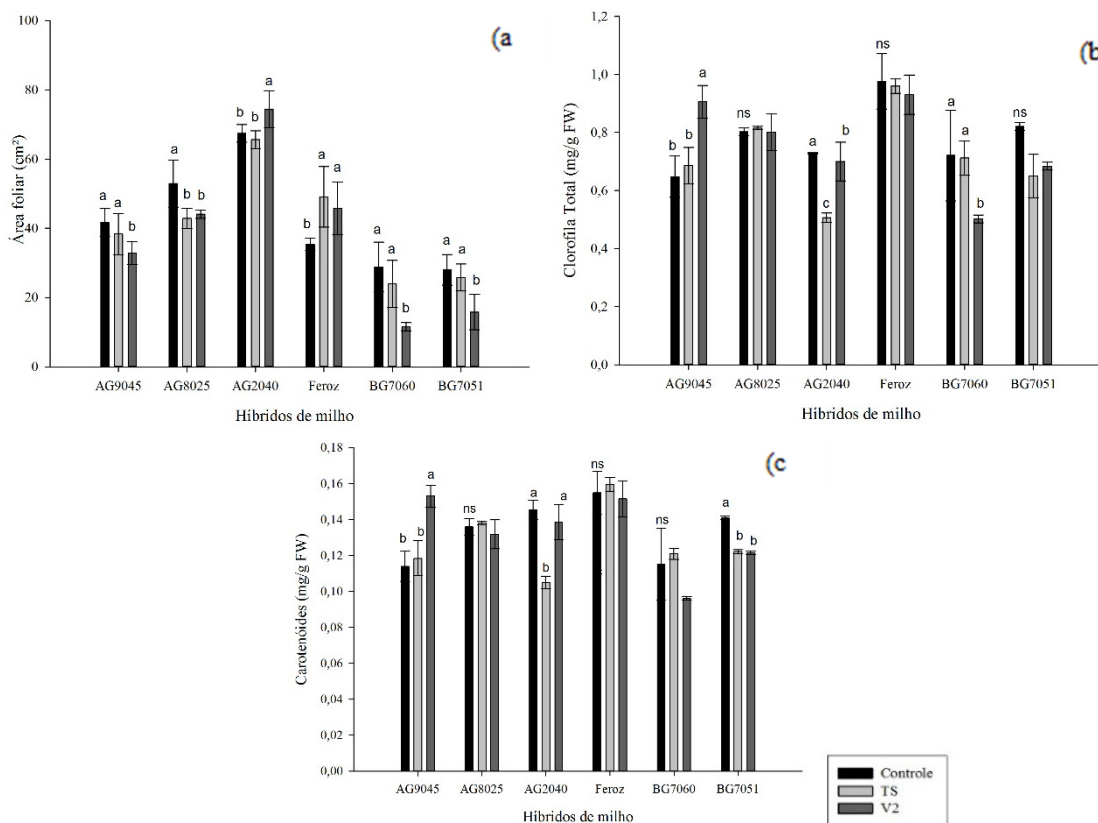 (a
100
80
60
40
20
0
Área foliar (cm²)
a a b
a b b
b b a
b a a
a a b
a a b
AG9045 AG8025 AG2040 Feroz BG7060 BG7051
Híbridos de milho
(b
1,2
1,0
0,8
0,6
0,4
0,2
0,0
Clorofila Total (mg/g FW)
b b a
ns
a c b
ns
a a b
ns
AG9045 AG8025 AG2040 Feroz BG7060 BG7051
Híbridos de milho
(c
0,18
0,16
0,14
0,12
0,10
0,08
0,06
0,04
0,02
0,00
Carotenóides (mg/g FW)
b b a
ns
a b a
ns
ns
a b b
AG9045 AG8025 AG2040 Feroz BG7060 BG7051
Híbridos de milho
Controle
TS
V2